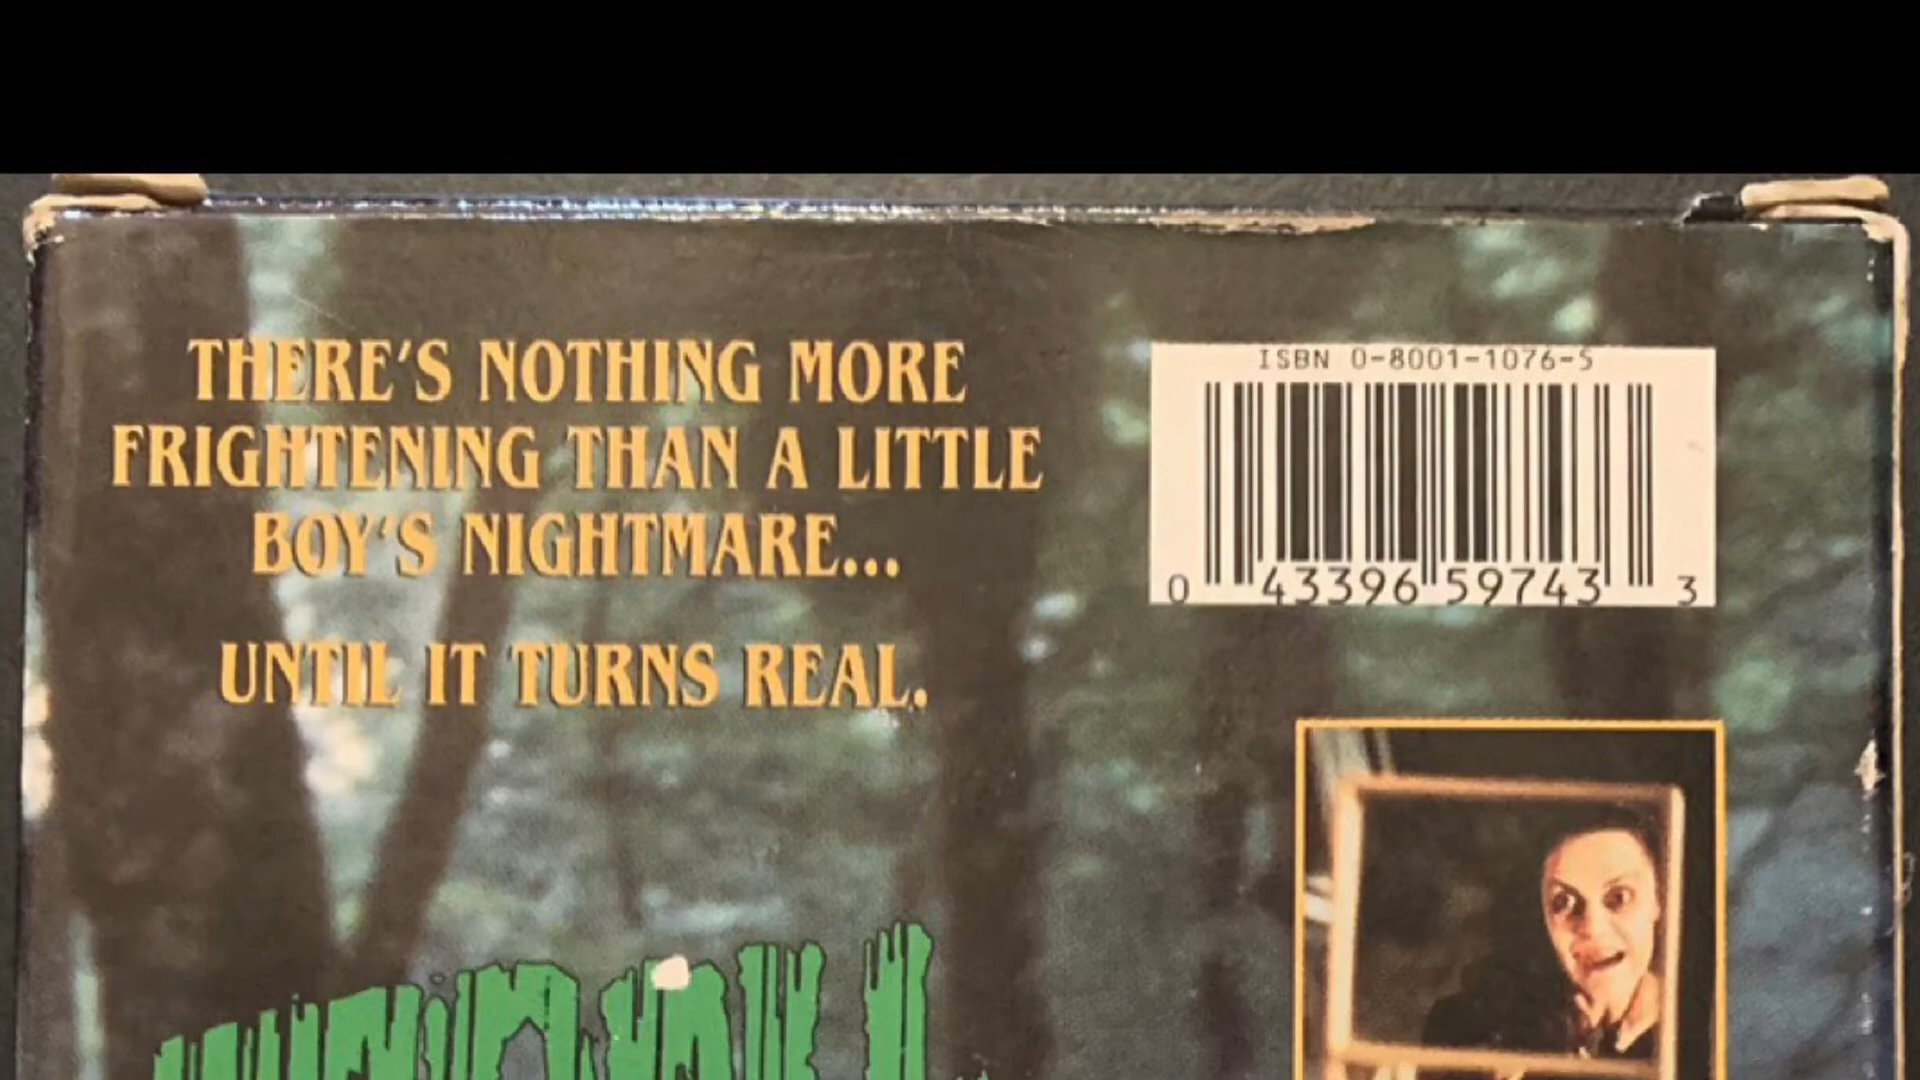 THERE'S NOTHING MORE
FRIGHTENING THAN A LITTLE
BOY'S NIGHTMARE...
UNTIL IT TURNS REAL.
ISBN 0-8001-1076-5
0 43396 59743 3